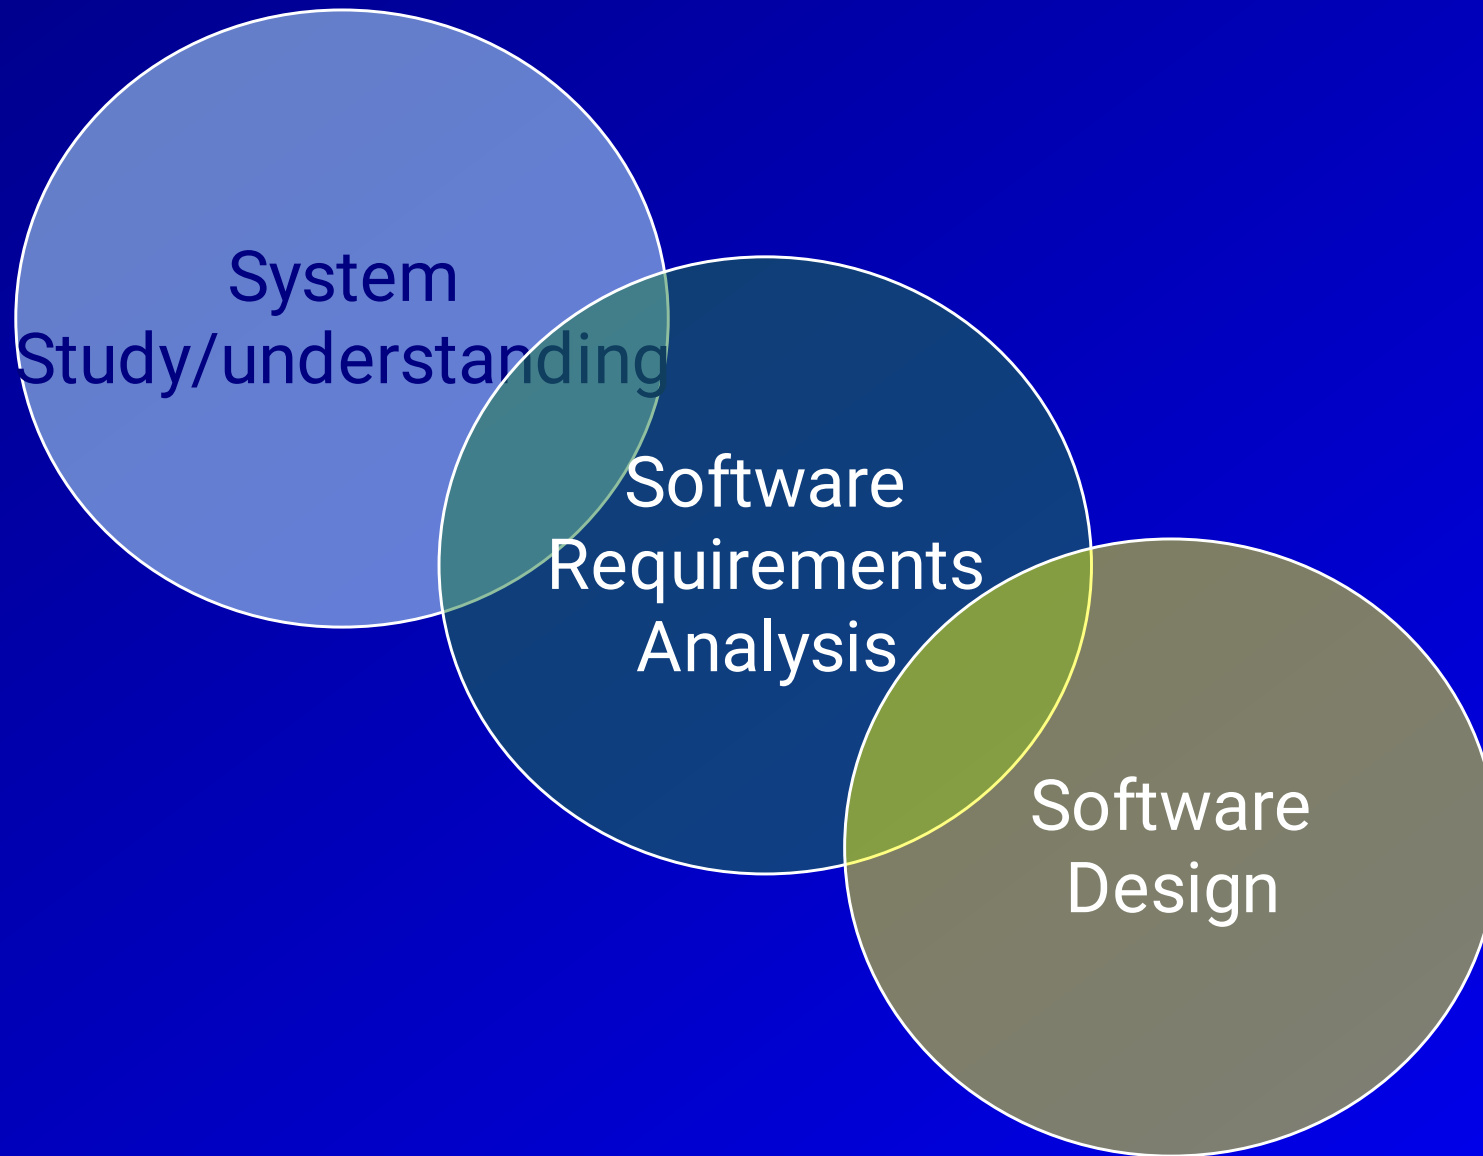 System
Study/understanding
Software
Requirements
Analysis
Software
Design